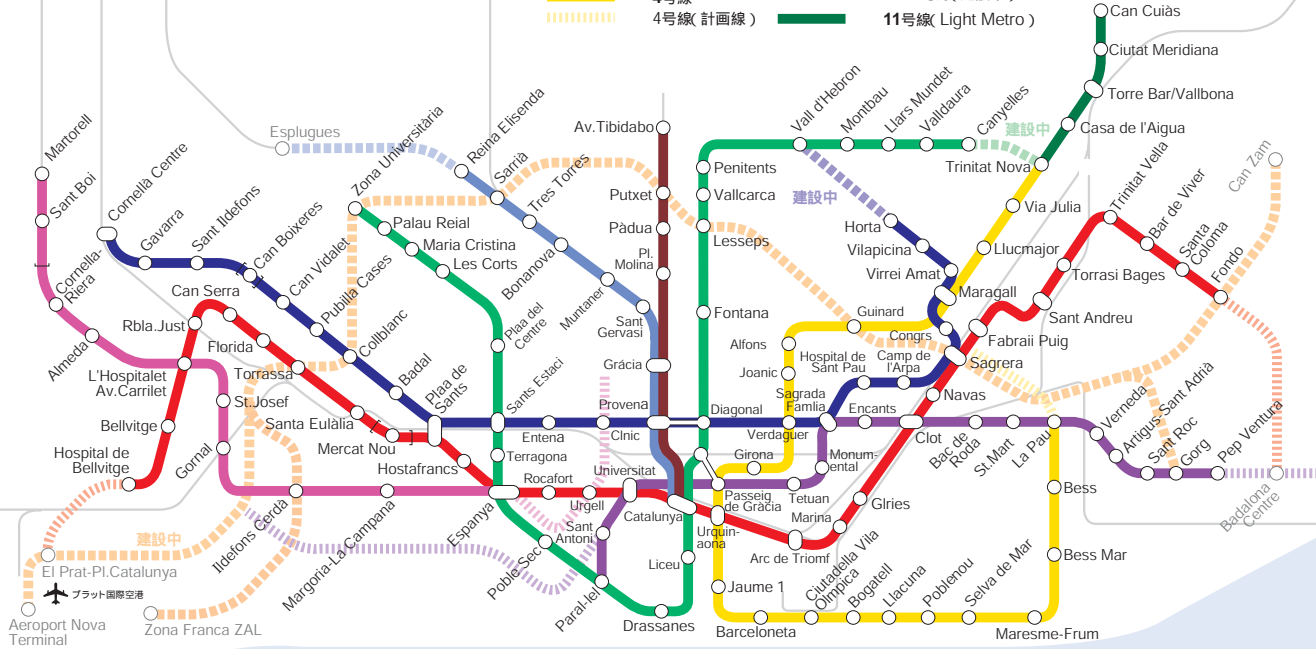 4号線
4号線( 計画線 )
11号線( Light Metro )
Can Cuiàs
Ciutat Meridiana
Torre Bar/Vallbona
Casa de l'Aigua
Trinitat Nova
建設中
Canyelles
Valldaura
Llars Mundet
Montbau
Vall d'Hebron
建設中
Penitents
Vallcarca
Lesseps
Fontana
Diagonal
Av.Tibidabo
Putxet
Pàdua
Pl.
Molina
Grácia
Provena
Esplugues
Reina Elisenda
Sarrià
Tres Torres
Bonanova
Muntaner
Sant
Gervasi
Zona Universitària
Palau Reial
Maria Cristina
Les Corts
Plaa del
Centre
Sants Estaci
Terragona
Martorell
Sant Boi
Cornella-
Riera
Almeda
L'Hospitalet
Av.Carrilet
St.Josef
Gornal
Ildefons Gerdà
Margoria-La Campana
Espanya
Cornellà Centre
Gavarra
Sant Ildefons
Can Boixeres
Can Vidalet
Pubilla Cases
Collblanc
Badal
Plaa de
Sants
Entena
Clnic
Can Serra
Rbla.Just
Florida
Torrassa
Santa Eulàlia
Mercat Nou
Hostafrancs
Bellvitge
Hospital de
Bellvitge
Rocafort
Urgell
Universitat
Catalunya
Urquin-
aona
Sant
Antoni
Poble Sec
Paral-lel
Drassanes
Liceu
Passeig
de Gràcia
Girona
Verdaguer
Joanic
Alfons
Guinard
Hospital de
Sant Pau
Camp de
l'Arpa
Congrs
Sagrada
Famlia
Encants
Monum-
ental
Tetuan
Marina
Arc de Triomf
Glries
Clot
Navas
Sagrera
Fabraii Puig
Sant Andreu
Torrasi Bages
Trinitat Vella
Bar de Viver
Santa
Coloma
Fondo
Can Zam
Horta
Vilapicina
Virrei Amat
Maragall
Llucmajor
Via Julia
Bac de
Roda
St.Mart
La Pau
Verneda
Artigus-Sant Adrià
Sant Roc
Gorg
Pep Ventura
Badalona
Centre
Bess
Bess Mar
Maresme-Frum
Selva de Mar
Poblenou
Llacuna
Bogatell
Ciutadella Vila
Olmpica
Barceloneta
Jaume 1
建設中
El Prat-Pl.Catalunya
プラット国際空港
Aeroport Nova
Terminal
Zona Franca ZAL